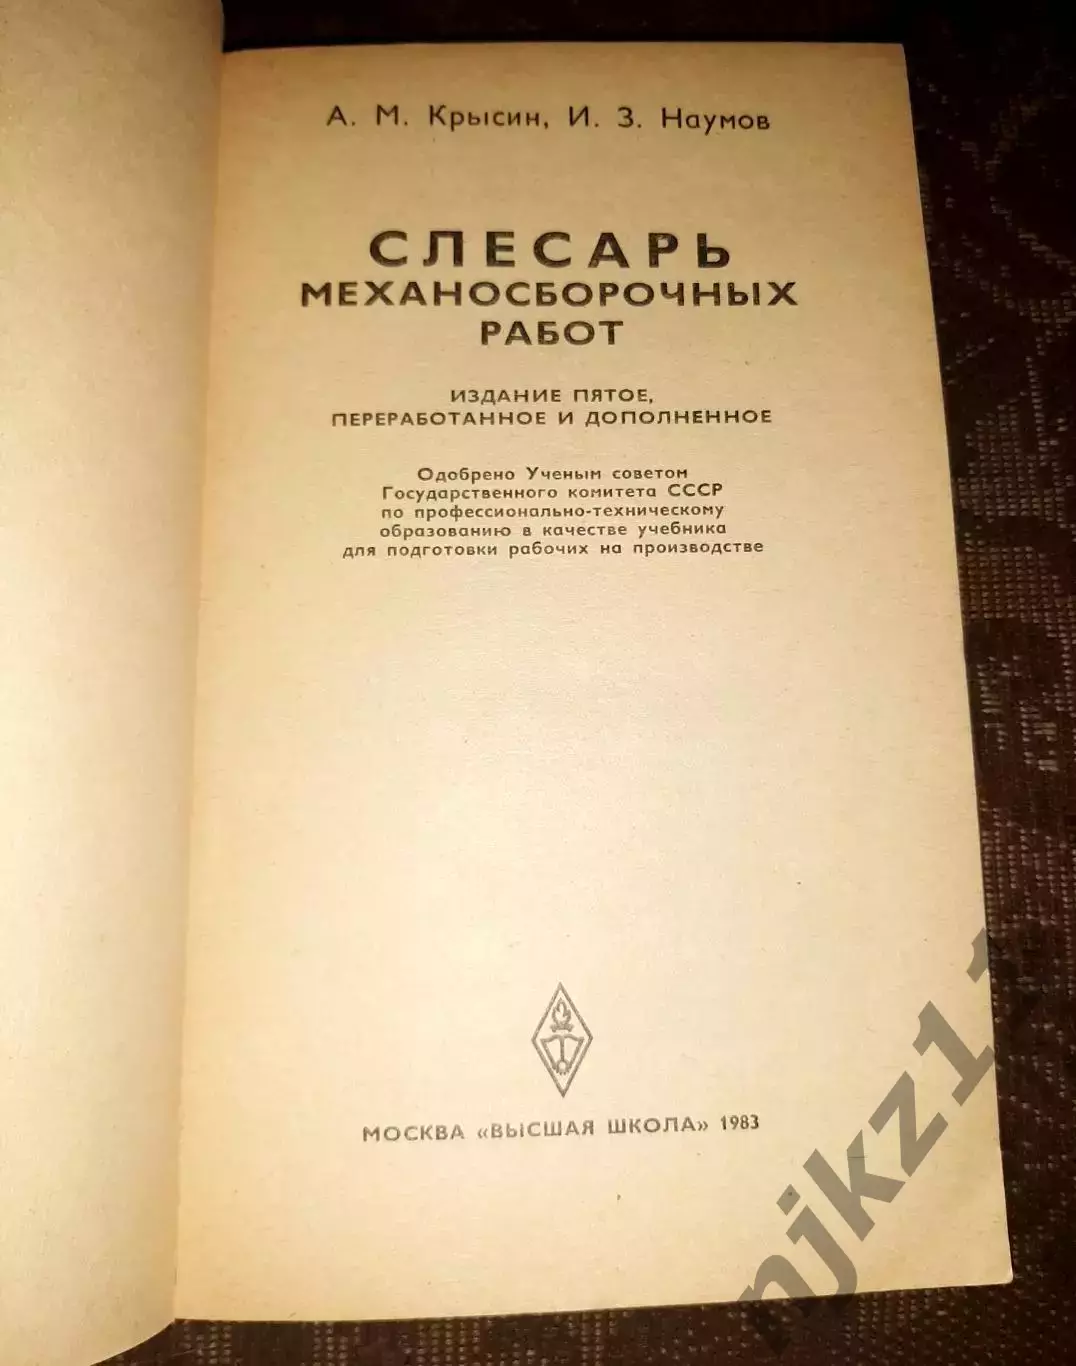 А. М. Крысин, И. З. Наумов
СЛЕСАРЬ
МЕХАНОСБОРОЧНЫХ
РАБОТ
ИЗДАНИЕ ПЯТОЕ,
ПЕРЕРАБОТАННОЕ И ДОПОЛНЕННОЕ
Одобрено Ученым советом
Государственного комитета СССР
по профессионально-техническому
образованию в качестве учебника
для подготовки рабочих на производстве
МОСКВА «ВЫСШАЯ ШКОЛА» 1983
njkz11